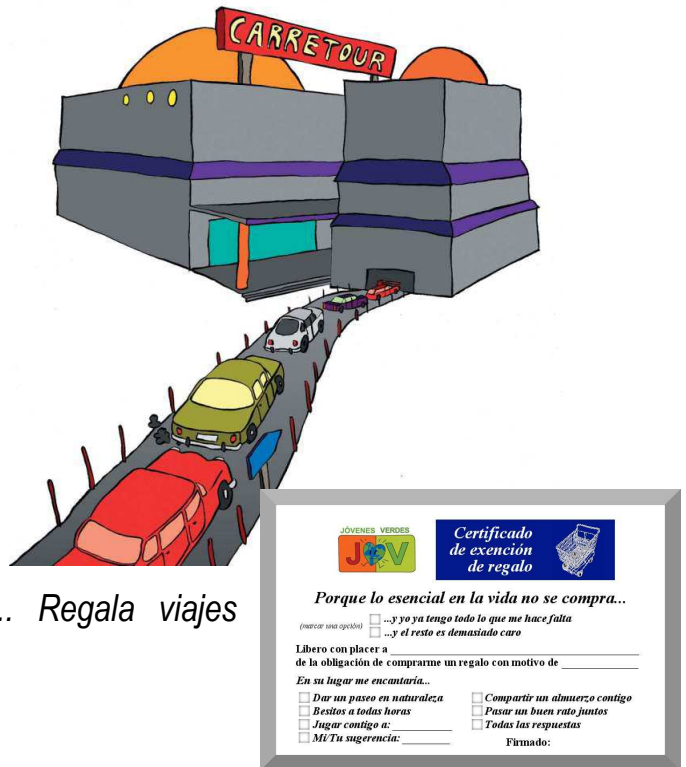 CARRETOUR
.. Regala viajes
JÓVENES VERDES
JOV
Certificado
de exención
de regalo
Porque lo esencial en la vida no se compra...
(marcar una opción)
...y yo ya tengo todo lo que me hace falta
...y el resto es demasiado caro
Libero con placer a
de la obligación de comprarme un regalo con motivo de
En su lugar me encantaría...
Dar un paseo en naturaleza
Besitos a todas horas
Jugar contigo a:
Mi/Tu sugerencia:
Compartir un almuerzo contigo
Pasar un buen rato juntos
Todas las respuestas
Firmado: